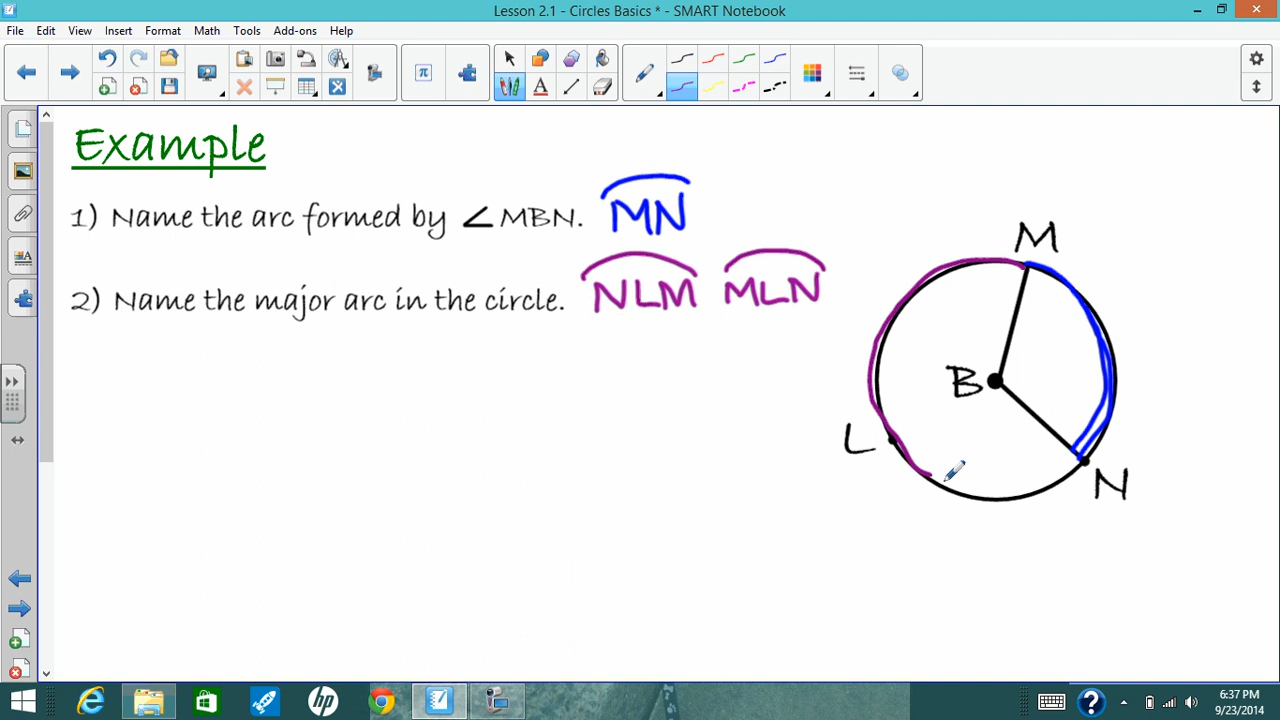 Lesson 2.1 - Circles Basics * - SMART Notebook
File Edit View Insert Format Math Tools Add-ons Help
Example
1) Name the arc formed by ∠MBN. MN
2) Name the major arc in the circle. NLM MLN
M
B
L
N
6:37 PM
9/23/2014